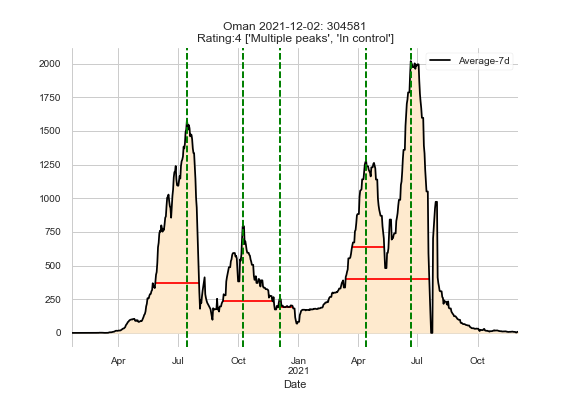 Oman 2021-12-02: 304581
Rating:4 ['Multiple peaks', 'In control']
Average-7d
2000
1750
1500
1250
1000
750
500
250
0
Apr Jul Oct Jan Apr Jul Oct
2021
Date